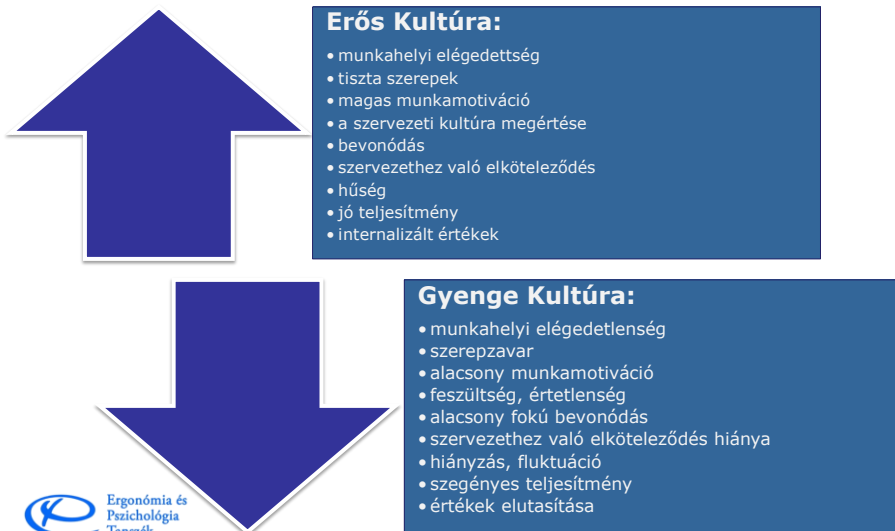 Erős Kultúra:
• munkahelyi elégedettség
• tiszta szerepek
• magas munkamotiváció
• a szervezeti kultúra megértése
• bevonódás
• szervezethez való elköteleződés
• hűség
• jó teljesítmény
• internalizált értékek
Gyenge Kultúra:
• munkahelyi elégedetlenség
• szerepzavar
• alacsony munkamotiváció
• feszültség, értetlenség
• alacsony fokú bevonódás
• szervezethez való elköteleződés hiánya
• hiányzás, fluktuáció
• szegényes teljesítmény
• értékek elutasítása
Ergonómia és
Pszichológia